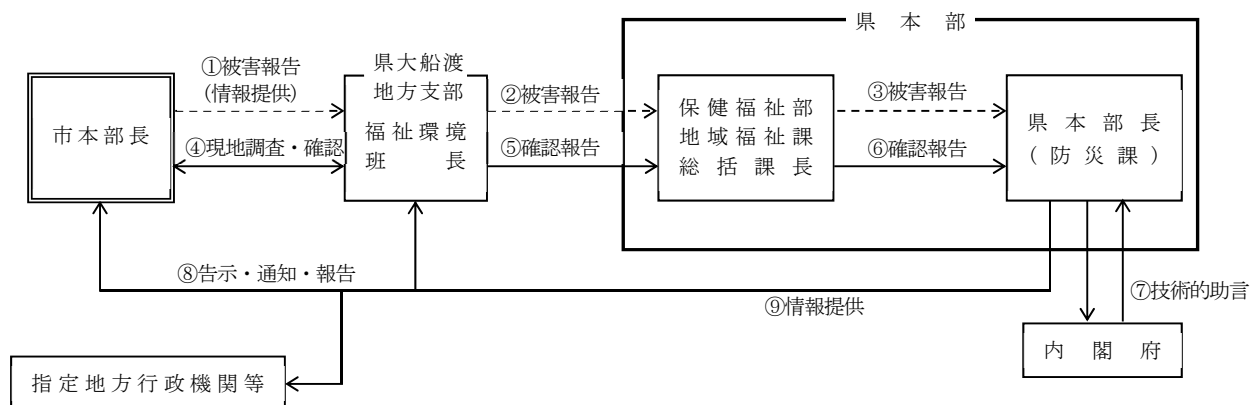 県本部
①被害報告
(情報提供)
市本部長
④現地調査・確認
県大船渡
地方支部
福祉環境
班長
②被害報告
⑤確認報告
保健福祉部
地域福祉課
総括課長
③被害報告
⑥確認報告
県本部長
(防災課)
⑧告示・通知・報告
⑨情報提供
⑦技術的助言
内閣府
指定地方行政機関等